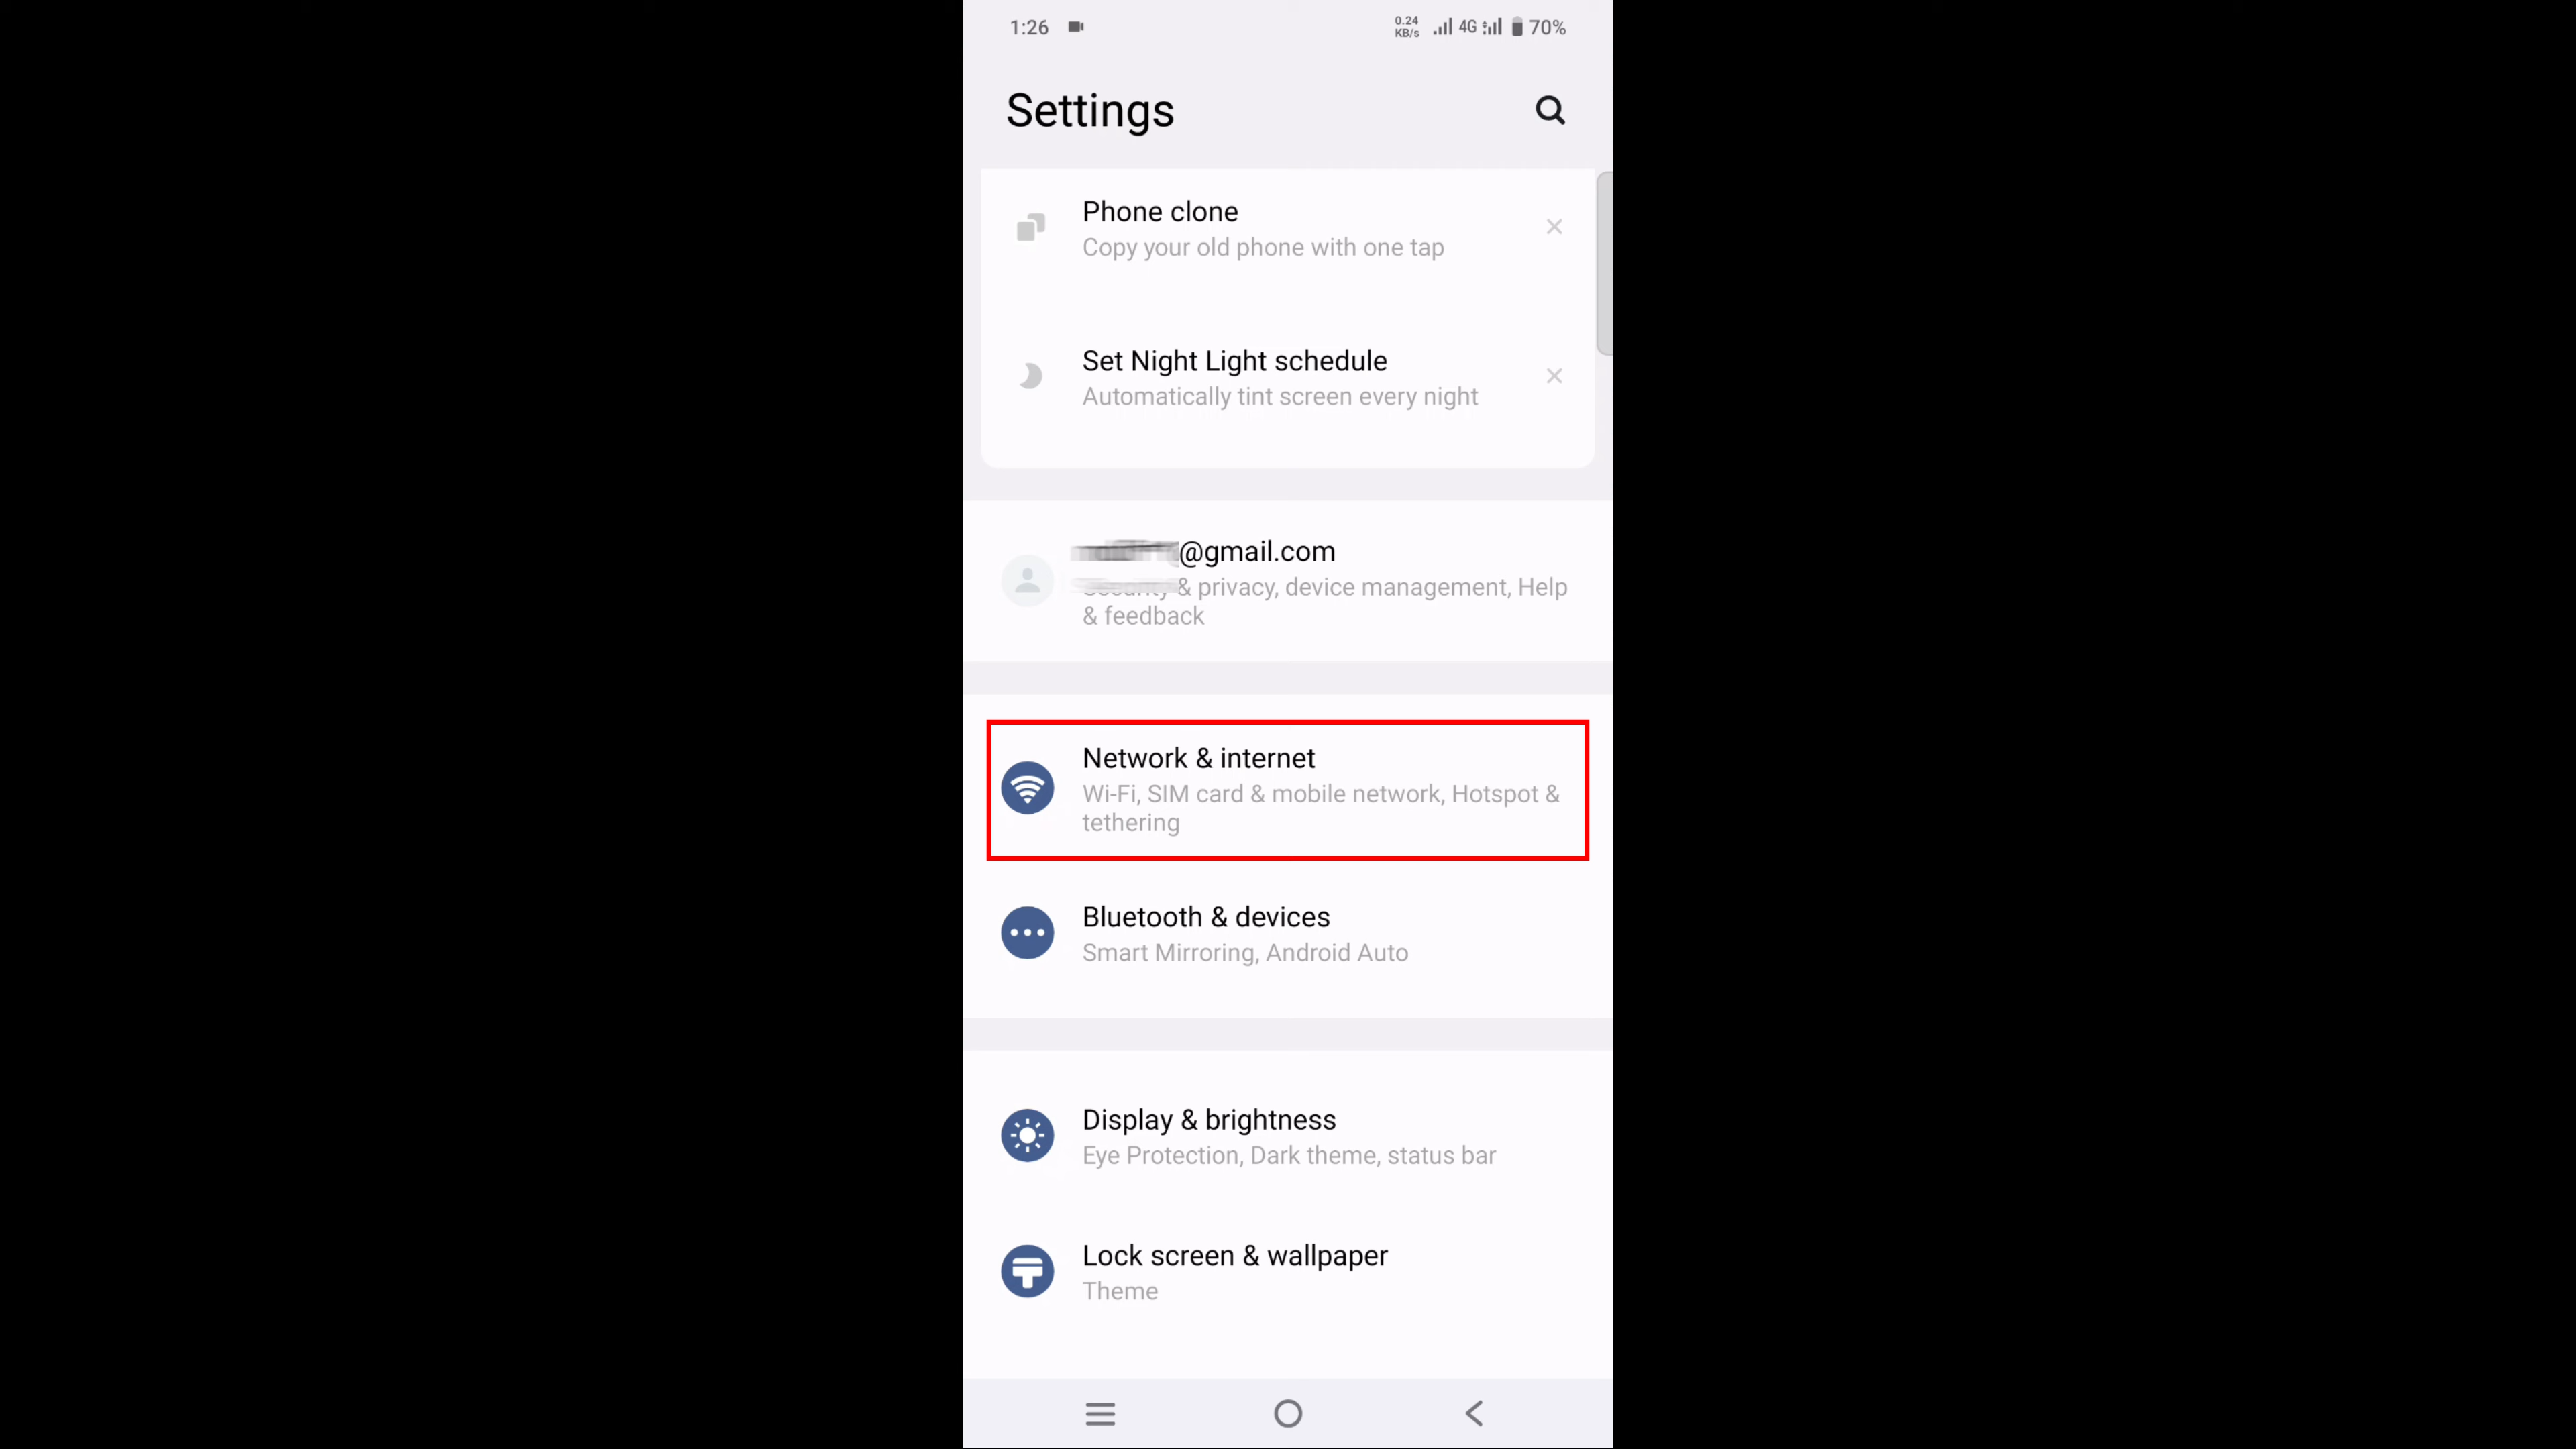 1:26
0.24 KB/s 4G 70%
Settings
Phone clone
Copy your old phone with one tap
Set Night Light schedule
Automatically tint screen every night
@gmail.com
& privacy, device management, Help
& feedback
Network & internet
Wi-Fi, SIM card & mobile network, Hotspot &
tethering
Bluetooth & devices
Smart Mirroring, Android Auto
Display & brightness
Eye Protection, Dark theme, status bar
Lock screen & wallpaper
Theme